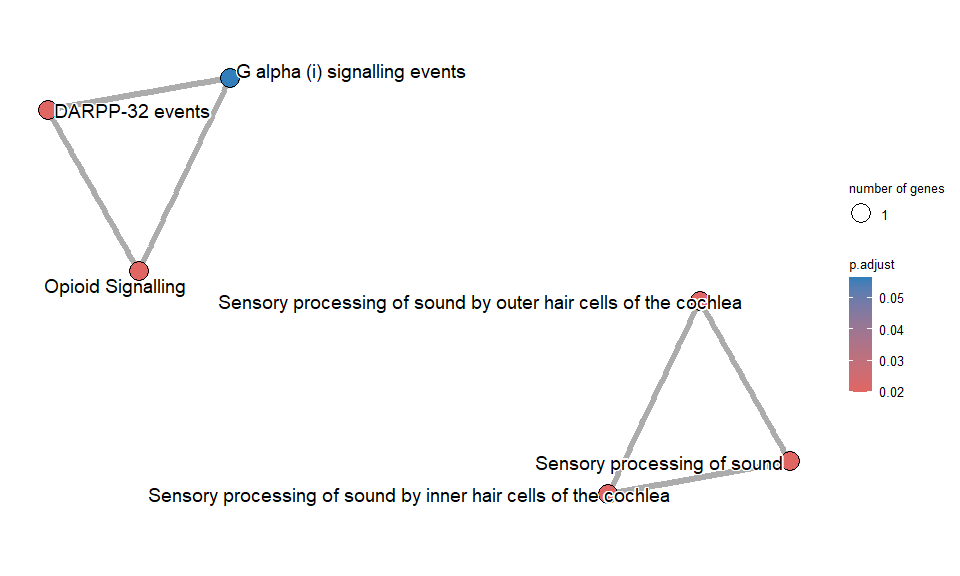 G alpha (i) signalling events
DARPP-32 events
Opioid Signalling
Sensory processing of sound by outer hair cells of the cochlea
Sensory processing of sound
Sensory processing of sound by inner hair cells of the cochlea
number of genes
1
p.adjust
0.05
0.04
0.03
0.02